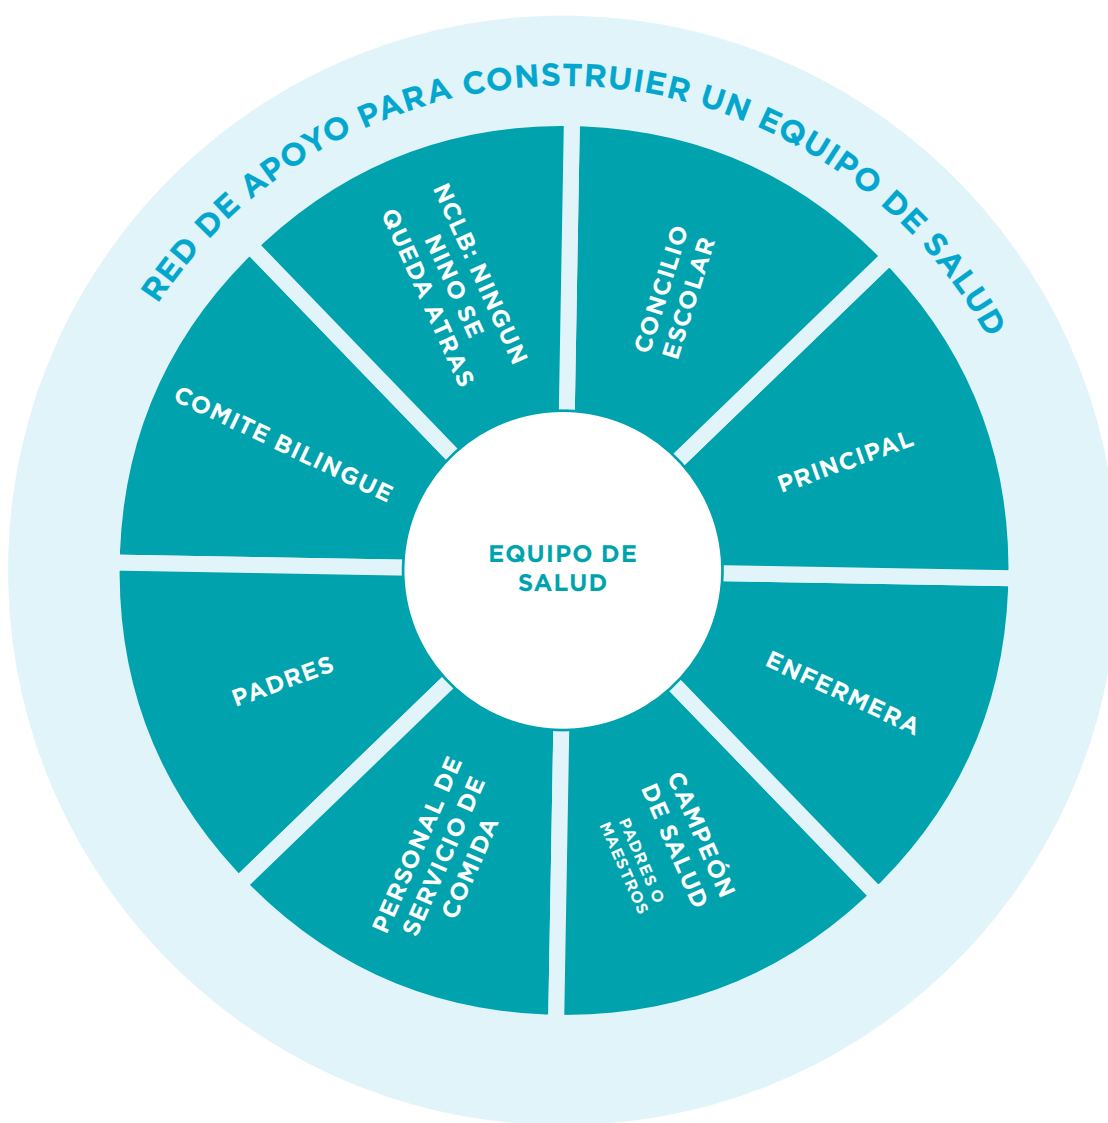 RED DE APOYO PARA CONSTRUIER UN EQUIPO DE SALUD
NCLB: NINGUN
NINO SE
QUEDA ATRAS
CONCILIO
ESCOLAR
PRINCIPAL
ENFERMERA
CAMPEÓN
DE SALUD
PADRES O
MAESTROS
PERSONAL DE
SERVICIO DE
COMIDA
PADRES
COMITE BILINGUE
EQUIPO DE
SALUD